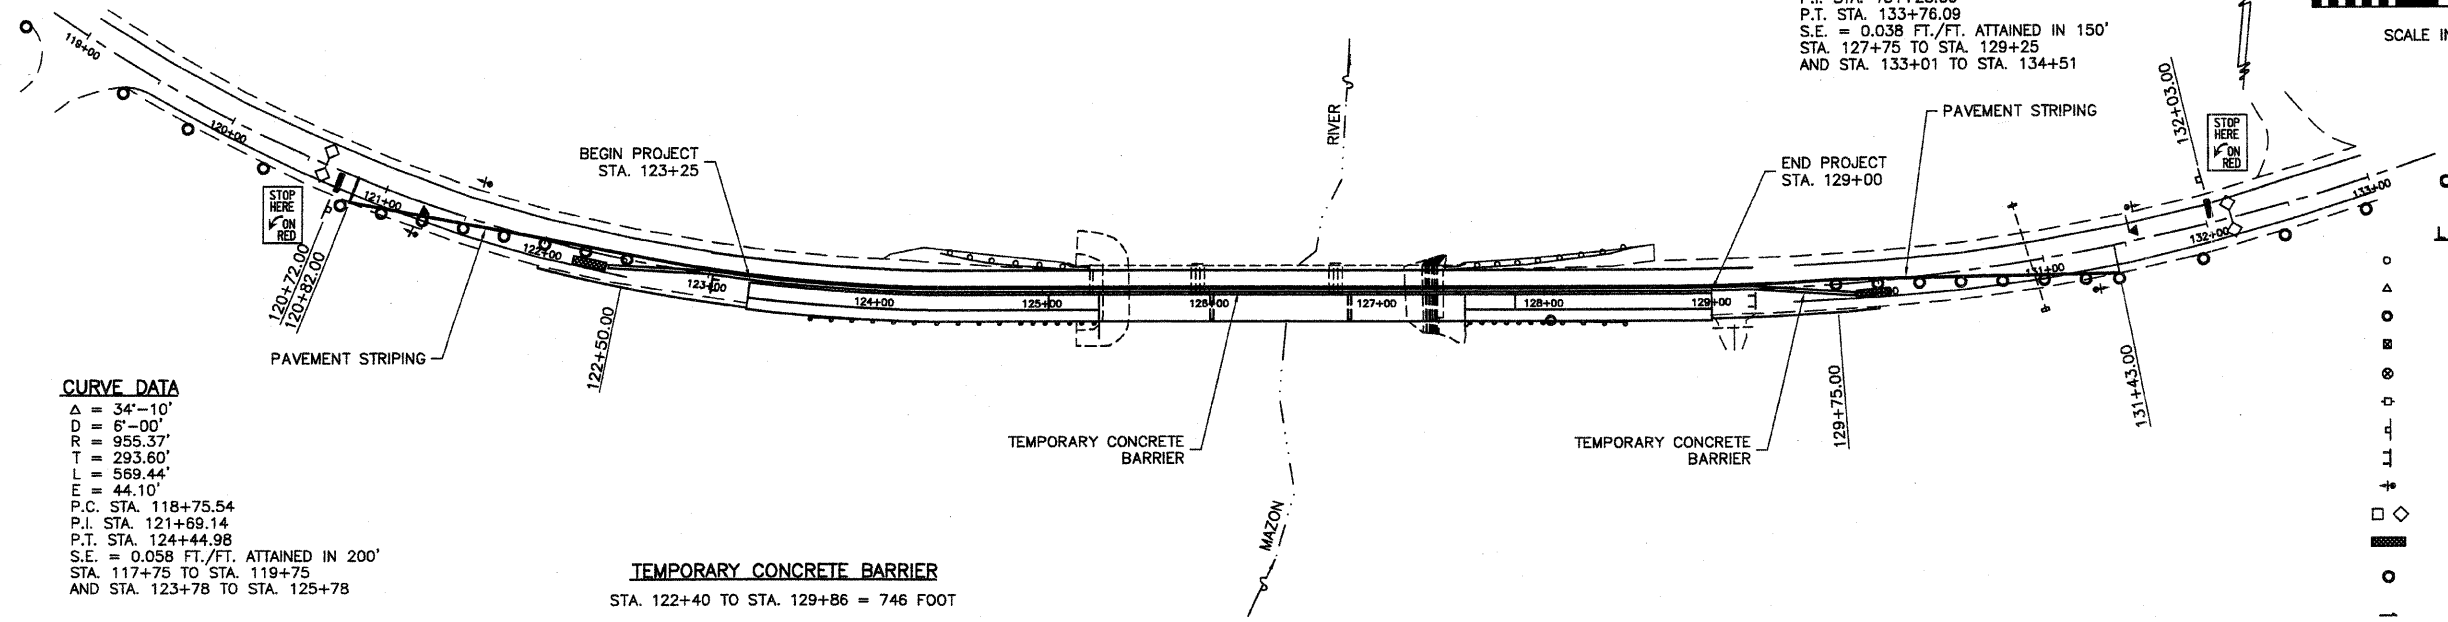 P.T. STA. 133+76.09
S.E. = 0.038 FT./FT. ATTAINED IN 150'
STA. 127+75 TO STA. 129+25
AND STA. 133+01 TO STA. 134+51
119+00
120+00
STOP
HERE
ON
RED
120+72.00
120+82.00
121+00
PAVEMENT STRIPING
122+00
122+50.00
123+00
BEGIN PROJECT
STA. 123+25
124+00
125+00
126+00
127+00
128+00
129+00
RIVER
MAZON
TEMPORARY CONCRETE
BARRIER
END PROJECT
STA. 129+00
TEMPORARY CONCRETE
BARRIER
129+75.00
PAVEMENT STRIPING
131+00
131+43.00
132+03.00
STOP
HERE
ON
RED
132+00
133+00
CURVE DATA
Δ = 34°-10'
D = 6°-00'
R = 955.37'
T = 293.60'
L = 569.44'
E = 44.10'
P.C. STA. 118+75.54
P.I. STA. 121+69.14
P.T. STA. 124+44.98
S.E. = 0.058 FT./FT. ATTAINED IN 200'
STA. 117+75 TO STA. 119+75
AND STA. 123+78 TO STA. 125+78
TEMPORARY CONCRETE BARRIER
STA. 122+40 TO STA. 129+86 = 746 FOOT
SCALE